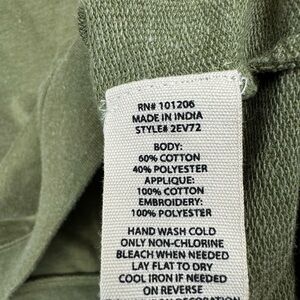 RN# 101206
MADE IN INDIA
STYLE# 2EV72
BODY:
60% COTTON
40% POLYESTER
APPLIQUE:
100% COTTON
EMBROIDERY:
100% POLYESTER
HAND WASH COLD
ONLY NON-CHLORINE
BLEACH WHEN NEEDED
LAY FLAT TO DRY
COOL IRON IF NEEDED
ON REVERSE